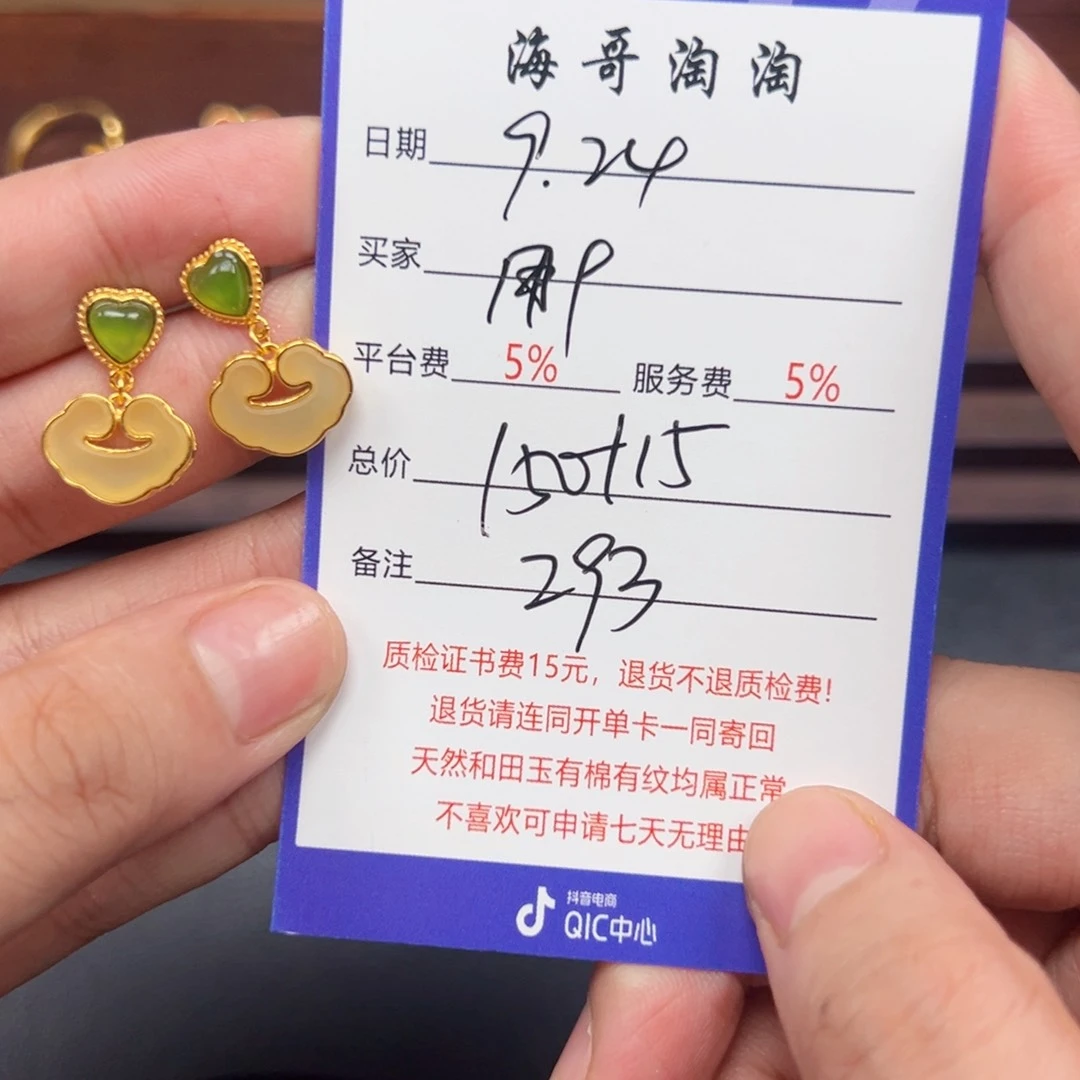 海哥淘淘
日期 9.24
买家
平台费 5% 服务费 5%
总价 150+15
备注 293
质检证书费15元，退货不退质检费！
退货请连同开单卡一同寄回
天然和田玉有棉有纹均属正常
不喜欢可申请七天无理由
抖音电商
QIC中心